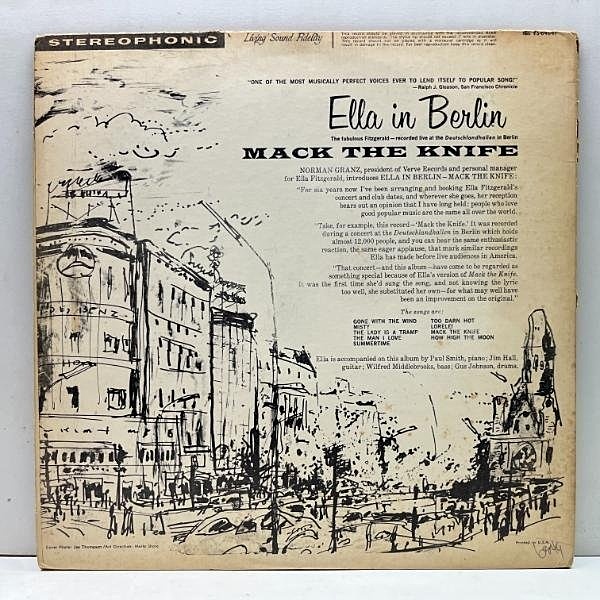 STEREOPHONIC
Living Sound Fidelity
"ONE OF THE MOST MUSICALLY PERFECT VOICES EVER TO LEND ITSELF TO POPULAR SONG!"
—Ralph J. Gleason, San Francisco Chronicle
Ella in Berlin
The fabulous Fitzgerald—recorded live at the Deutschlandhallen in Berlin
MACK THE KNIFE
NORMAN GRANZ, president of Verve Records and personal manager
for Ella Fitzgerald, introduces ELLA IN BERLIN—MACK THE KNIFE:
"For six years now I've been arranging and booking Ella Fitzgerald's
concert and club dates, and wherever she goes, her reception
bears out an opinion that I have long held: people who love
good popular music are the same all over the world.
"Take, for example, this record—'Mack the Knife.' It was recorded
during a concert at the Deutschlandhallen in Berlin which holds
almost 12,000 people, and you can hear the same enthusiastic
reaction, the same eager applause, that marks similar recordings
Ella has made before live audiences in America.
"That concert—and this album—have come to be regarded as
something special because of Ella's version of Mack the Knife.
It was the first time she'd sung the song, and not knowing the lyric
too well, she substituted her own—for what may well have
been an improvement on the original."
The songs are:
GONE WITH THE WIND TOO DARN HOT
MISTY LORELEI
THE LADY IS A TRAMP MACK THE KNIFE
THE MAN I LOVE HOW HIGH THE MOON
SUMMERTIME
Ella is accompanied on this album by Paul Smith, piano; Jim Hall,
guitar; Wilfred Middlebrooks, bass; Gus Johnson, drums.
Cover Photo: Jay Thompson/Art Direction: Merle Shore
Printed in U.S.A.